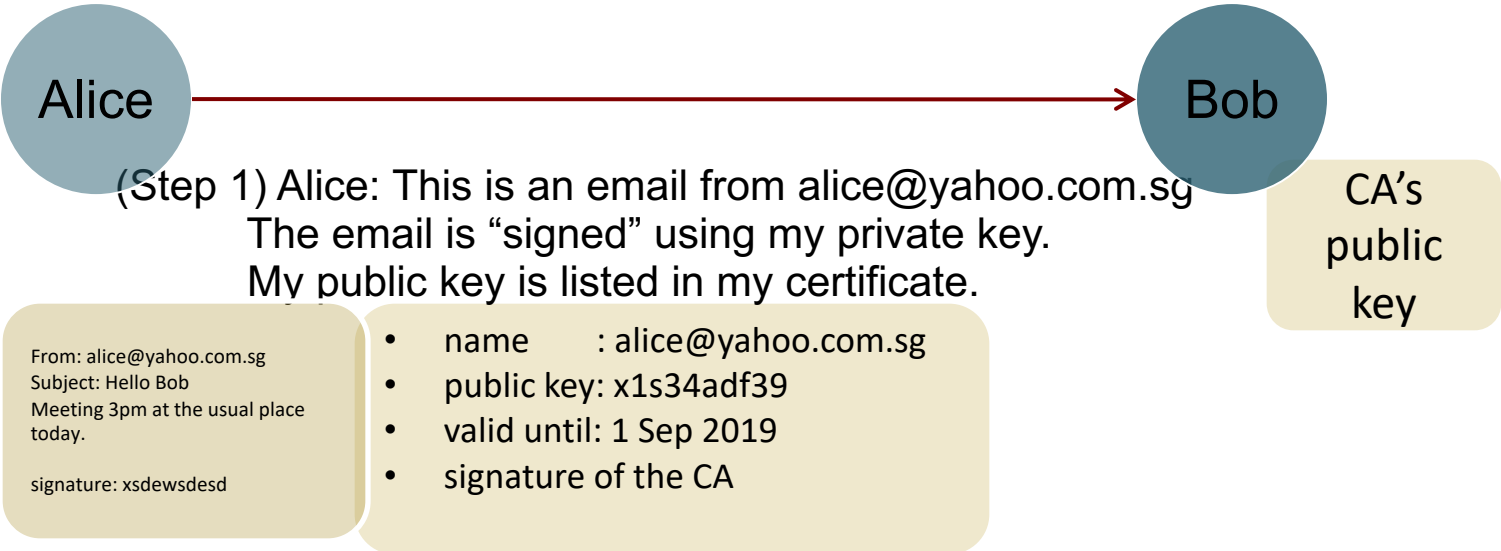 Alice
Bob
(Step 1) Alice: This is an email from alice@yahoo.com.sg
The email is “signed” using my private key.
My public key is listed in my certificate.
CA’s
public
key
From: alice@yahoo.com.sg
Subject: Hello Bob
Meeting 3pm at the usual place
today.
signature: xsdewsdesd
• name : alice@yahoo.com.sg
• public key: x1s34adf39
• valid until: 1 Sep 2019
• signature of the CA